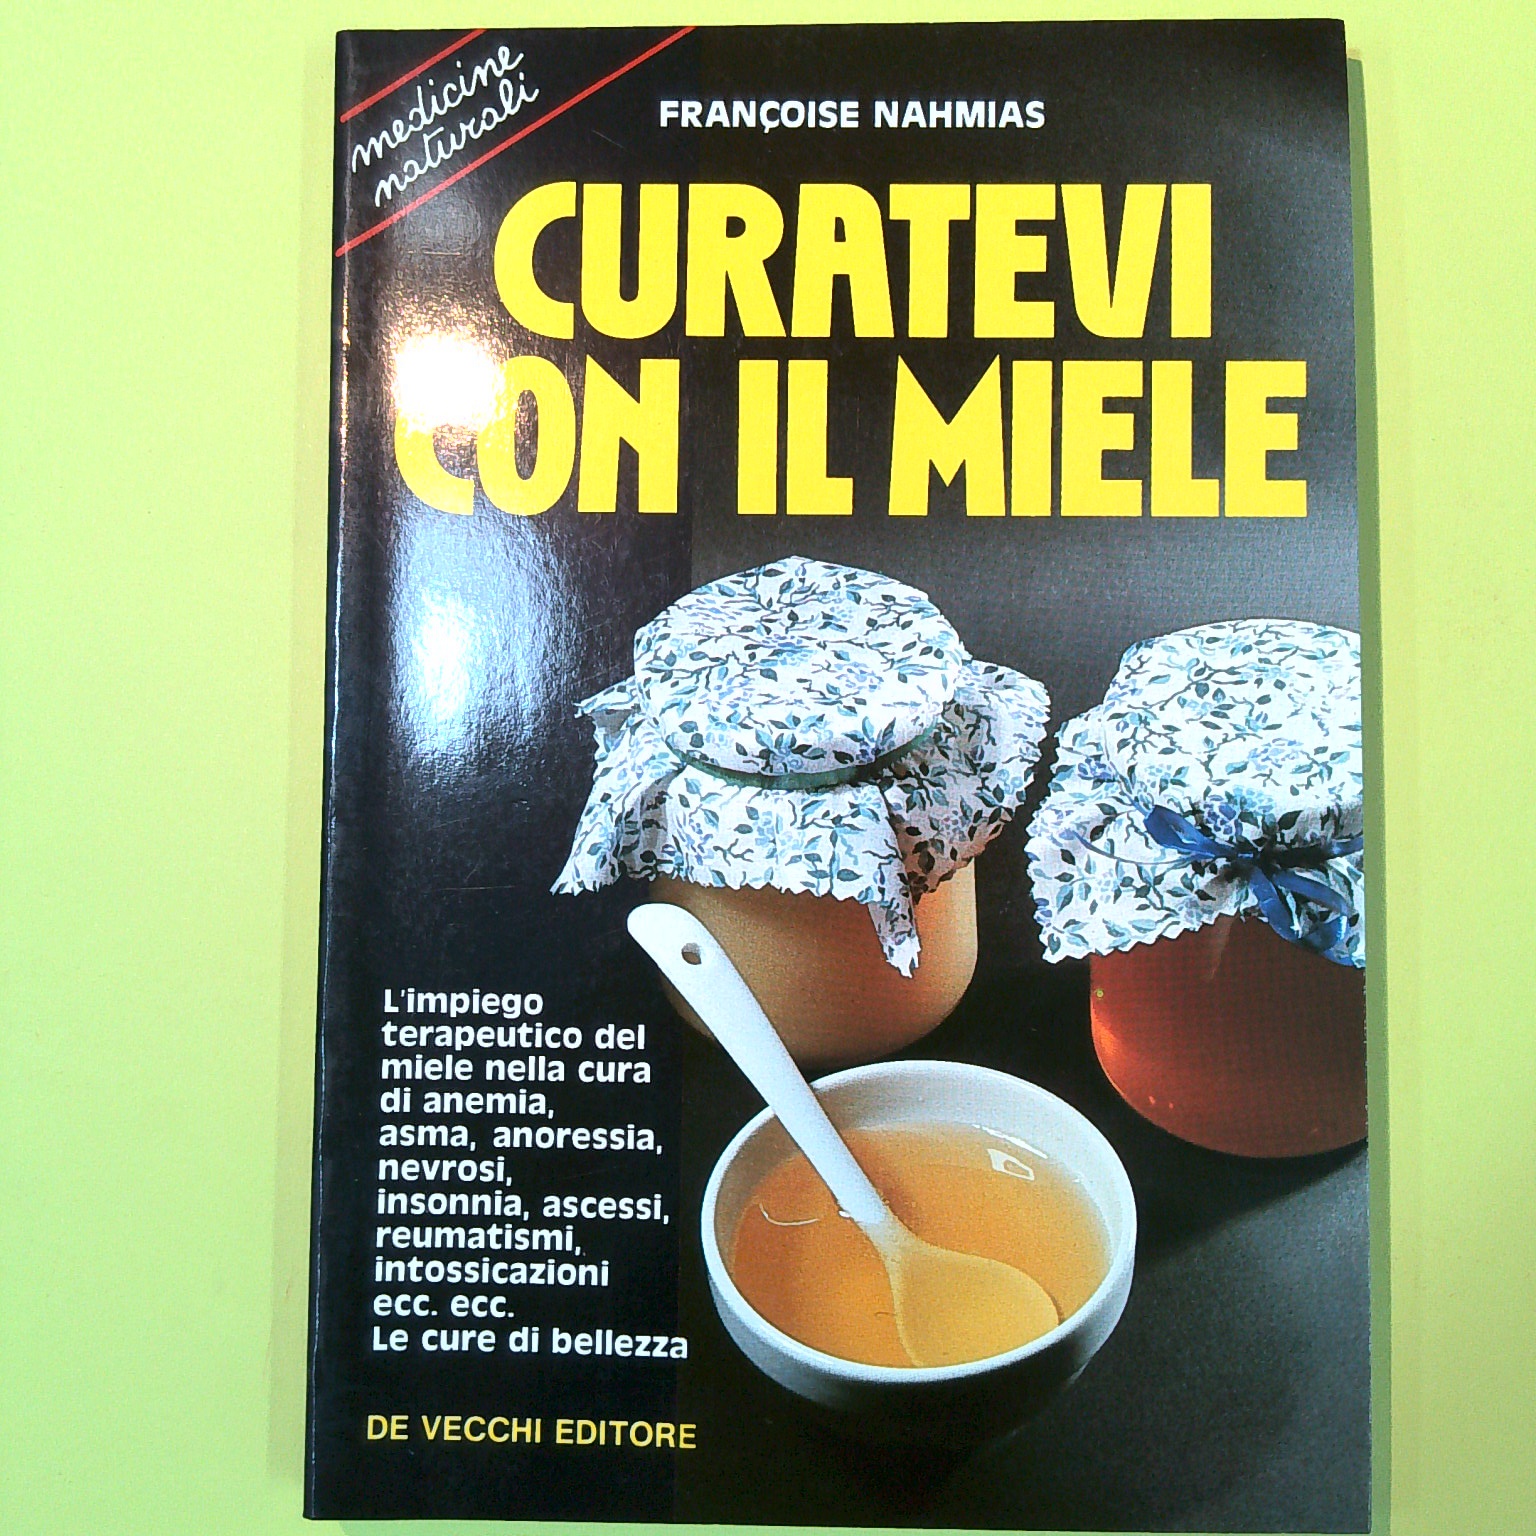 medicine
naturali
FRANÇOISE NAHMIAS
CURATEVI
CON IL MIELE
L'impiego
terapeutico del
miele nella cura
di anemia,
asma, anoressia,
nevrosi,
insonnia, ascessi,
reumatismi,
intossicazioni
ecc. ecc.
Le cure di bellezza
DE VECCHI EDITORE